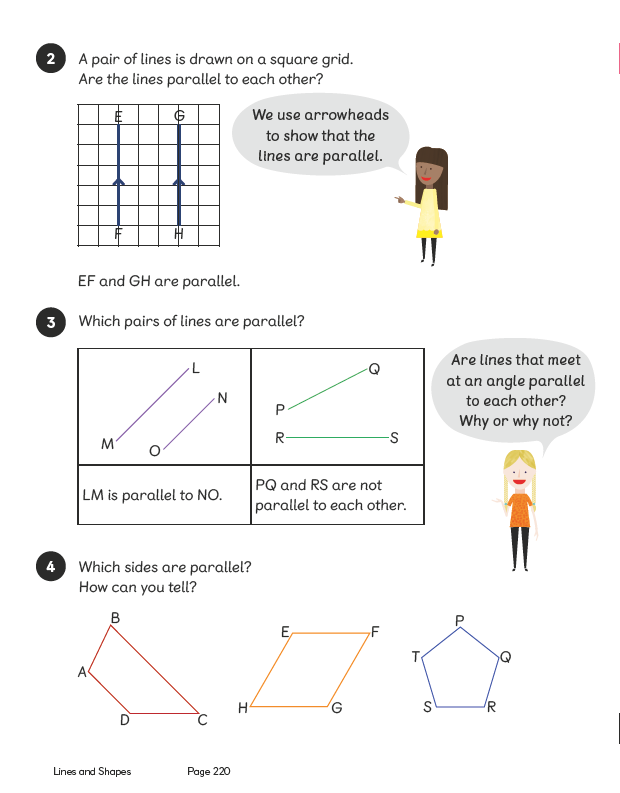 2
A pair of lines is drawn on a square grid.
Are the lines parallel to each other?
E G
F H
We use arrowheads
to show that the
lines are parallel.
EF and GH are parallel.
3
Which pairs of lines are parallel?
L
N
M
O
Q
P
R S
LM is parallel to NO.
PQ and RS are not
parallel to each other.
Are lines that meet
at an angle parallel
to each other?
Why or why not?
4
Which sides are parallel?
How can you tell?
B
A
D C
E F
H G
P
T Q
S R
Lines and Shapes Page 220